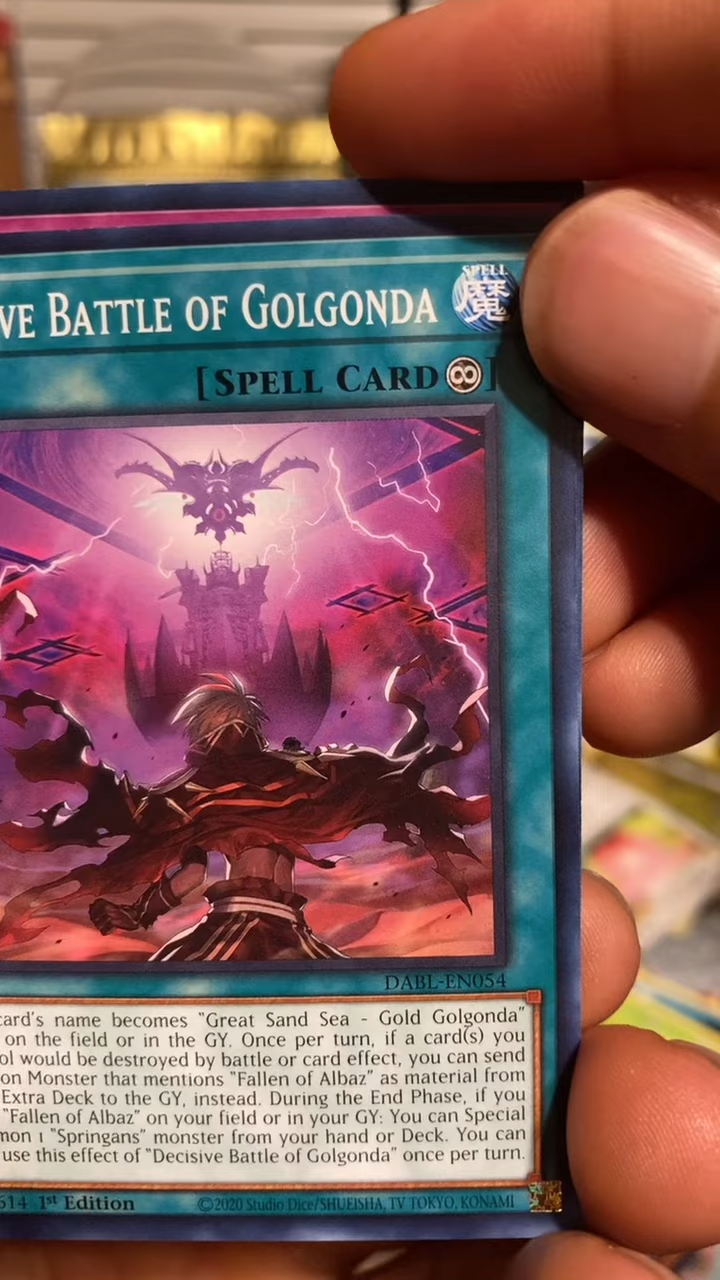 VE BATTLE OF GOLGONDA
SPELL
魔
[SPELL CARD∞]
DABL-EN054
card's name becomes "Great Sand Sea - Gold Golgonda"
on the field or in the GY. Once per turn, if a card(s) you
ol would be destroyed by battle or card effect, you can send
on Monster that mentions "Fallen of Albaz" as material from
Extra Deck to the GY, instead. During the End Phase, if you
"Fallen of Albaz" on your field or in your GY: You can Special
mon 1 "Springans" monster from your hand or Deck. You can
use this effect of "Decisive Battle of Golgonda" once per turn.
614 1st Edition
©2020 Studio Dice/SHUEISHA, TV TOKYO, KONAMI